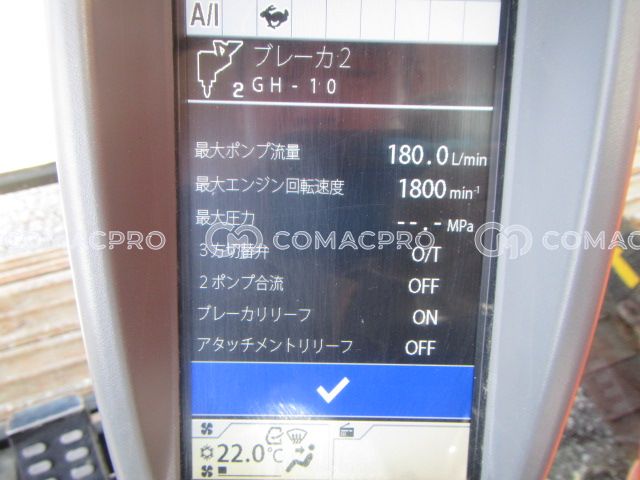 A/I
ブレーカ2
2 GH-10
最大ポンプ流量 180.0 L/min
最大エンジン回転速度 1800 min⁻¹
最大圧力 --.- MPa
COMACPRO COMACPRO COMACPRO
3方切替弁 O/T
2ポンプ合流 OFF
ブレーカリリーフ ON
アタッチメントリリーフ OFF
22.0℃